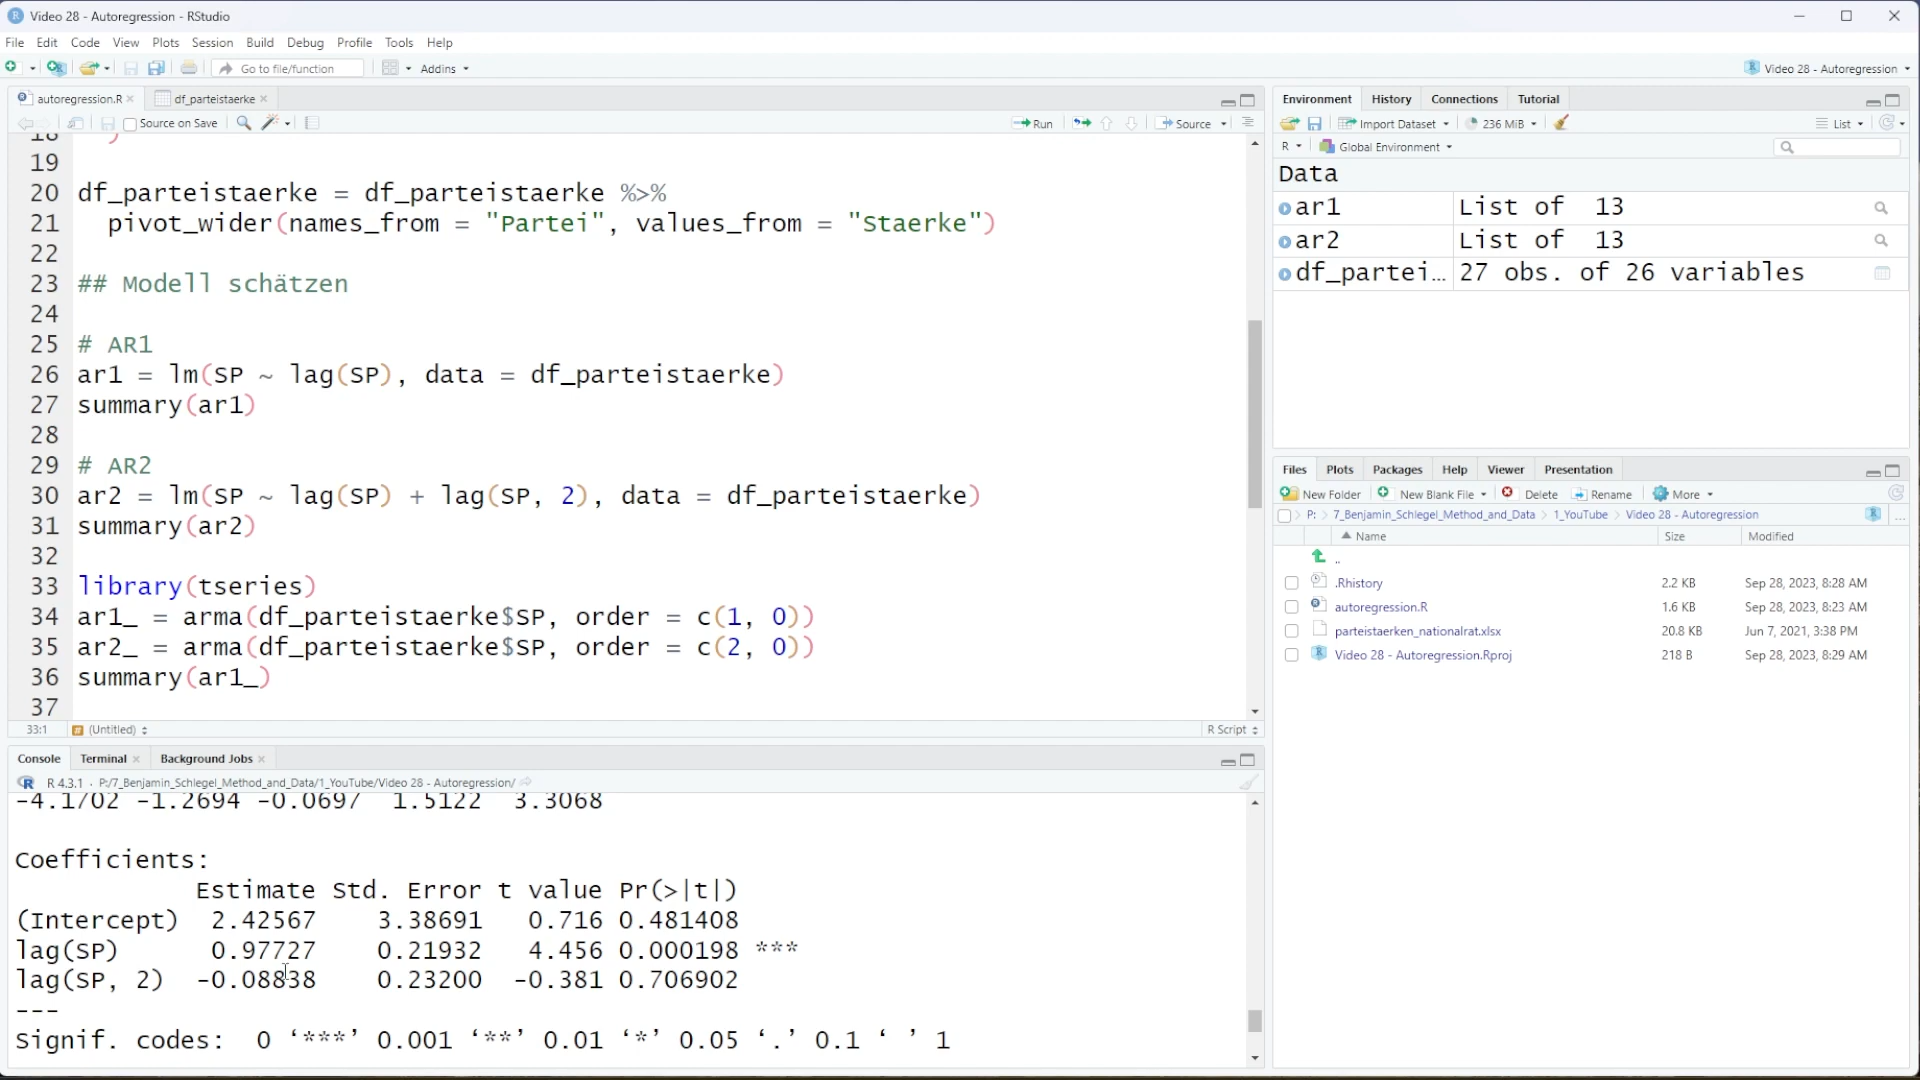 Video 28 - Autoregression - RStudio
File Edit Code View Plots Session Build Debug Profile Tools Help
Go to file/function Addins Video 28 - Autoregression
autoregression.R df_parteistaerke
Source on Save Run Source
18 )
19
20 df_parteistaerke = df_parteistaerke %>%
21 pivot_wider(names_from = "Partei", values_from = "Staerke")
22
23 ## Modell schätzen
24
25 # AR1
26 ar1 = lm(SP ~ lag(SP), data = df_parteistaerke)
27 summary(ar1)
28
29 # AR2
30 ar2 = lm(SP ~ lag(SP) + lag(SP, 2), data = df_parteistaerke)
31 summary(ar2)
32
33 library(tseries)
34 ar1_ = arma(df_parteistaerke$SP, order = c(1, 0))
35 ar2_ = arma(df_parteistaerke$SP, order = c(2, 0))
36 summary(ar1_)
37
33:1 (Untitled) R Script
Console Terminal Background Jobs
R 4.3.1 · P:/7_Benjamin_Schlegel_Method_and_Data/1_YouTube/Video 28 - Autoregression/
-4.1702 -1.2694 -0.0697 1.5122 3.3068
Coefficients:
Estimate Std. Error t value Pr(>|t|)
(Intercept) 2.42567 3.38691 0.716 0.481408
lag(SP) 0.97727 0.21932 4.456 0.000198 ***
lag(SP, 2) -0.08838 0.23200 -0.381 0.706902
---
Signif. codes: 0 ‘***’ 0.001 ‘**’ 0.01 ‘*’ 0.05 ‘.’ 0.1 ‘ ’ 1
Environment History Connections Tutorial
Import Dataset 236 MiB List
R Global Environment
Data
ar1 List of 13
ar2 List of 13
df_partei… 27 obs. of 26 variables
Files Plots Packages Help Viewer Presentation
New Folder New Blank File Delete Rename More
P: 7_Benjamin_Schlegel_Method_and_Data 1_YouTube Video 28 - Autoregression ...
Name Size Modified
..
.Rhistory 2.2 KB Sep 28, 2023, 8:28 AM
autoregression.R 1.6 KB Sep 28, 2023, 8:23 AM
parteistaerken_nationalrat.xlsx 20.8 KB Jun 7, 2021, 3:38 PM
Video 28 - Autoregression.Rproj 218 B Sep 28, 2023, 8:29 AM